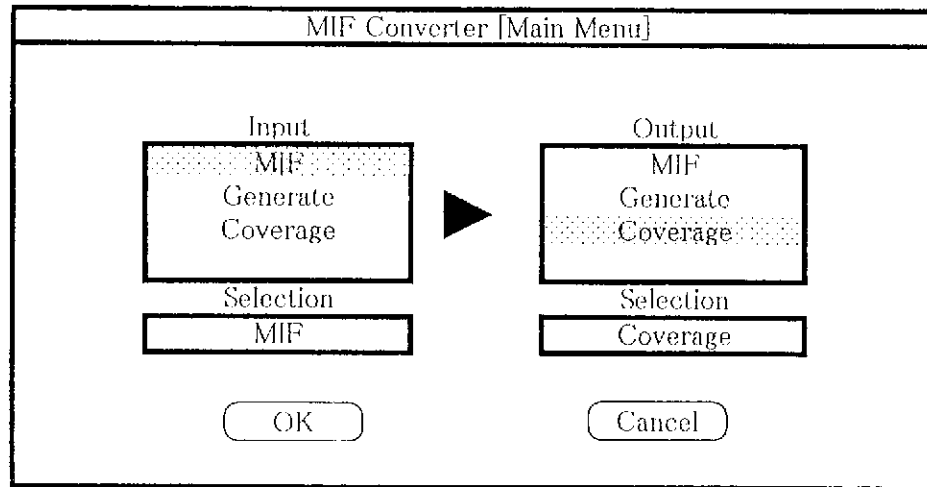 MIF Converter [Main Menu]
Input
MIF
Generate
Coverage
Selection
MIF
Output
MIF
Generate
Coverage
Selection
Coverage
OK
Cancel